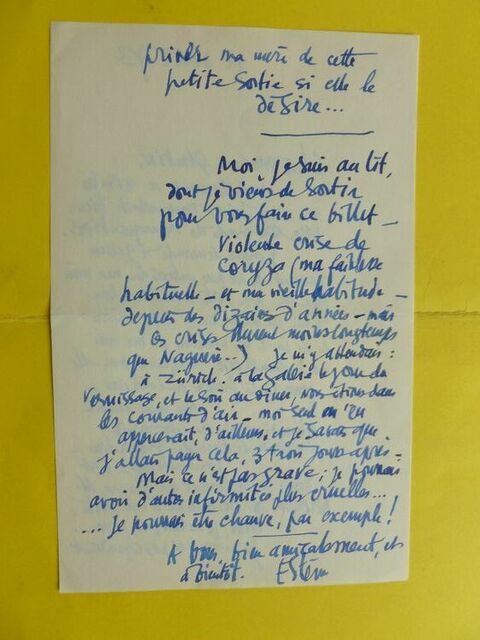 priver ma mère de cette
petite sortie si elle le
désire...
Moi, je suis au lit,
dont je viens de sortir
pour vous faire ce billet _
Violente crise de
coryza (ma faiblesse
habituelle _ et ma vieille habitude _
depuis des dizaines d'années _ mais
les crises durent moins longtemps
que Naguère...) je m'y attendais :
à Zürich. à la Galerie le jour du
vernissage, et le soir au dîner, nous étions dans
les courants d'air _ moi seul m'en
apercevait, d'ailleurs, et je savais que
j'allais payer cela, 3 trois jours après _
Mais ce n'est pas grave ; je pourrais
avoir d'autres infirmités plus cruelles...
... Je pourrais être chauve, par exemple !
A vous, bien amicalement, et
à bientôt.